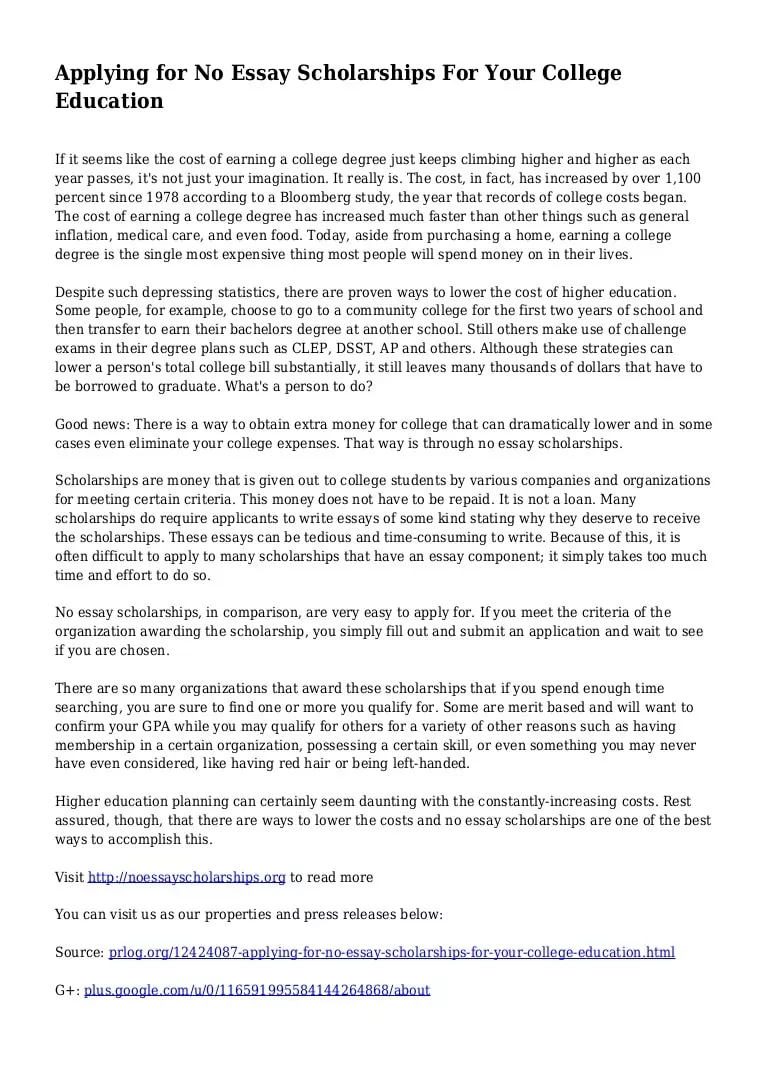 Applying for No Essay Scholarships For Your College
Education
If it seems like the cost of earning a college degree just keeps climbing higher and higher as each
year passes, it's not just your imagination. It really is. The cost, in fact, has increased by over 1,100
percent since 1978 according to a Bloomberg study, the year that records of college costs began.
The cost of earning a college degree has increased much faster than other things such as general
inflation, medical care, and even food. Today, aside from purchasing a home, earning a college
degree is the single most expensive thing most people will spend money on in their lives.
Despite such depressing statistics, there are proven ways to lower the cost of higher education.
Some people, for example, choose to go to a community college for the first two years of school and
then transfer to earn their bachelors degree at another school. Still others make use of challenge
exams in their degree plans such as CLEP, DSST, AP and others. Although these strategies can
lower a person's total college bill substantially, it still leaves many thousands of dollars that have to
be borrowed to graduate. What's a person to do?
Good news: There is a way to obtain extra money for college that can dramatically lower and in some
cases even eliminate your college expenses. That way is through no essay scholarships.
Scholarships are money that is given out to college students by various companies and organizations
for meeting certain criteria. This money does not have to be repaid. It is not a loan. Many
scholarships do require applicants to write essays of some kind stating why they deserve to receive
the scholarships. These essays can be tedious and time-consuming to write. Because of this, it is
often difficult to apply to many scholarships that have an essay component; it simply takes too much
time and effort to do so.
No essay scholarships, in comparison, are very easy to apply for. If you meet the criteria of the
organization awarding the scholarship, you simply fill out and submit an application and wait to see
if you are chosen.
There are so many organizations that award these scholarships that if you spend enough time
searching, you are sure to find one or more you qualify for. Some are merit based and will want to
confirm your GPA while you may qualify for others for a variety of other reasons such as having
membership in a certain organization, possessing a certain skill, or even something you may never
have even considered, like having red hair or being left-handed.
Higher education planning can certainly seem daunting with the constantly-increasing costs. Rest
assured, though, that there are ways to lower the costs and no essay scholarships are one of the best
ways to accomplish this.
Visit http://noessayscholarships.org to read more
You can visit us as our properties and press releases below:
Source: prlog.org/12424087-applying-for-no-essay-scholarships-for-your-college-education.html
G+: plus.google.com/u/0/116591995584144264868/about